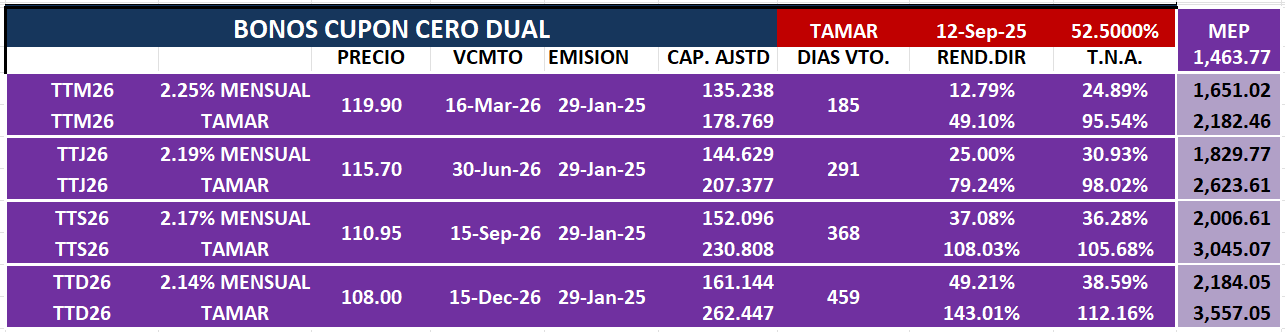 BONOS CUPON CERO DUAL TAMAR 12-Sep-25 52.5000% MEP
PRECIO VCMTO EMISION CAP. AJSTD DIAS VTO. REND.DIR T.N.A. 1,463.77
TTM26 2.25% MENSUAL 119.90 16-Mar-26 29-Jan-25 135.238 185 12.79% 24.89% 1,651.02
TTM26 TAMAR 178.769 49.10% 95.54% 2,182.46
TTJ26 2.19% MENSUAL 115.70 30-Jun-26 29-Jan-25 144.629 291 25.00% 30.93% 1,829.77
TTJ26 TAMAR 207.377 79.24% 98.02% 2,623.61
TTS26 2.17% MENSUAL 110.95 15-Sep-26 29-Jan-25 152.096 368 37.08% 36.28% 2,006.61
TTS26 TAMAR 230.808 108.03% 105.68% 3,045.07
TTD26 2.14% MENSUAL 108.00 15-Dec-26 29-Jan-25 161.144 459 49.21% 38.59% 2,184.05
TTD26 TAMAR 262.447 143.01% 112.16% 3,557.05